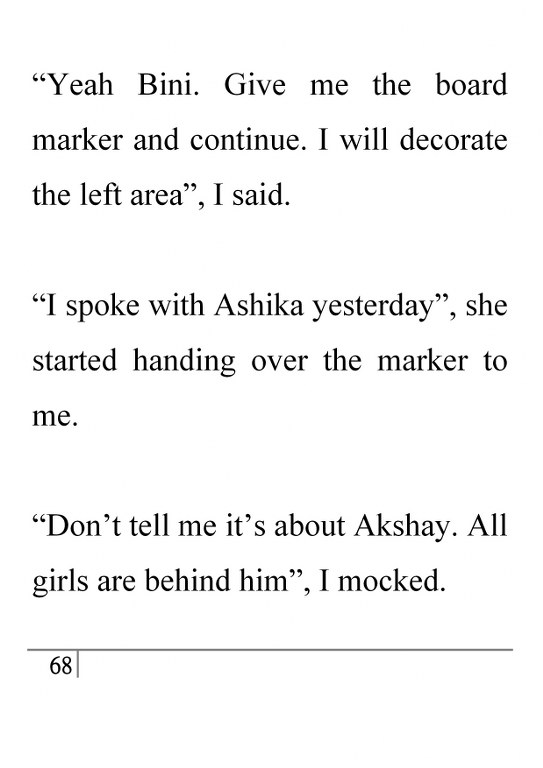 “Yeah Bini. Give me the board
marker and continue. I will decorate
the left area”, I said.
“I spoke with Ashika yesterday”, she
started handing over the marker to
me.
“Don’t tell me it’s about Akshay. All
girls are behind him”, I mocked.
68